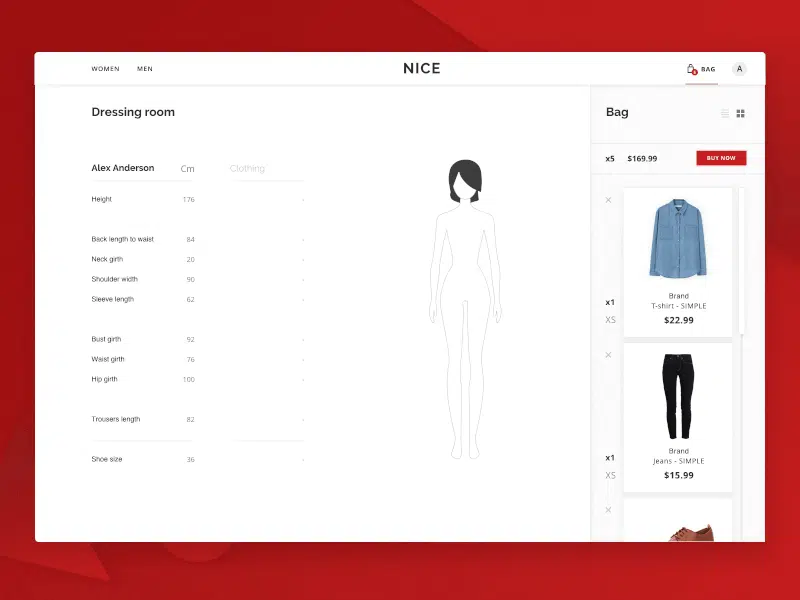 WOMEN MEN NICE BAG A
Dressing room
Alex Anderson Cm Clothing
Height 176 -
Back length to waist 84 -
Neck girth 20 -
Shoulder width 90 -
Sleeve length 62 -
Bust girth 92 -
Waist girth 76 -
Hip girth 100 -
Trousers length 82 -
Shoe size 36 -
Bag
x5 $169.99 BUY NOW
x1
XS
Brand
T-shirt - SIMPLE
$22.99
x1
XS
Brand
Jeans - SIMPLE
$15.99